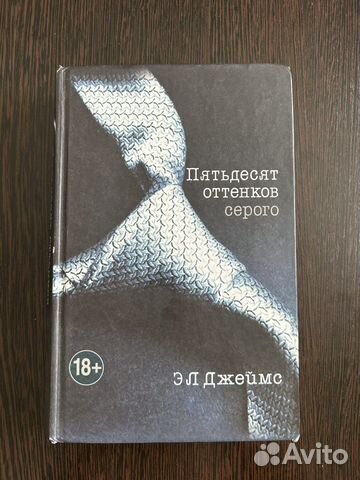 Пятьдесят
оттенков
серого
18+
Э Л Джеймс
Avito